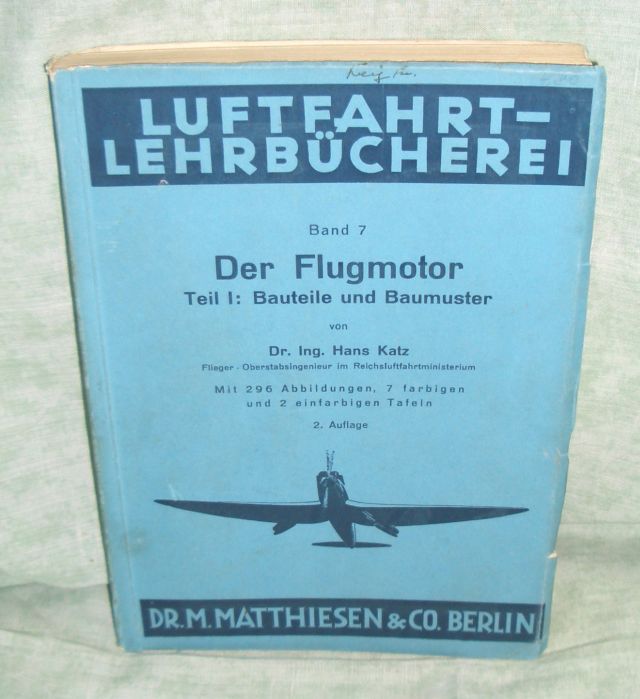 LUFTFAHRT-
LEHRBÜCHEREI
Band 7
Der Flugmotor
Teil I: Bauteile und Baumuster
von
Dr. Ing. Hans Katz
Flieger-Oberstabsingenieur im Reichsluftfahrtministerium
Mit 296 Abbildungen, 7 farbigen
und 2 einfarbigen Tafeln
2. Auflage
DR. M. MATTHIESEN & CO. BERLIN